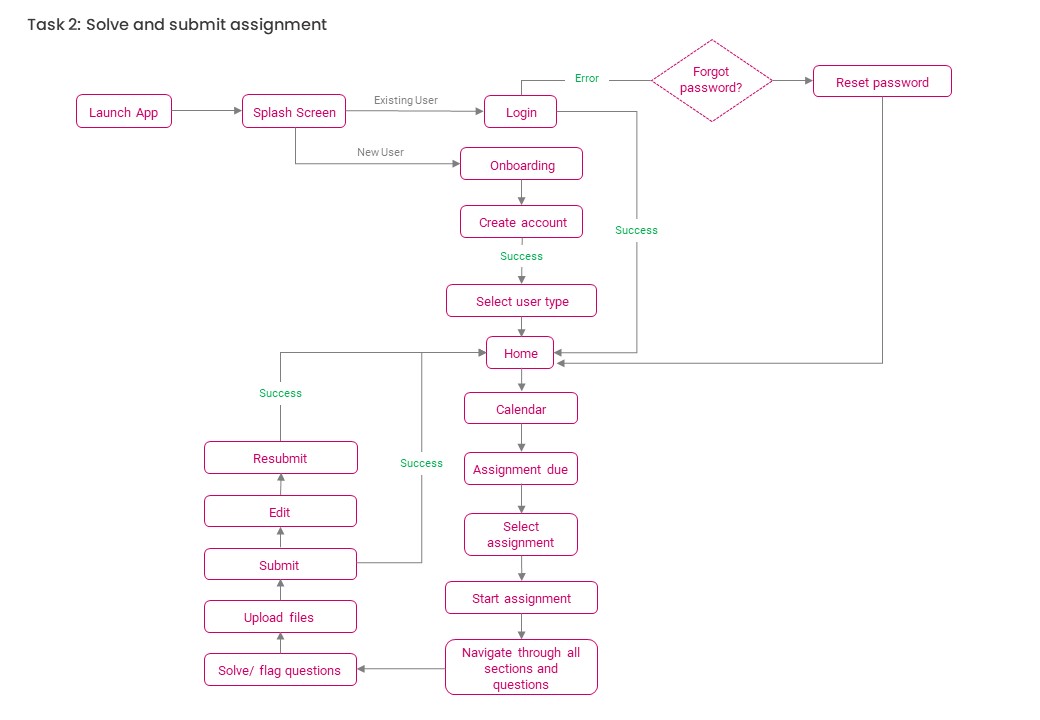 Task 2: Solve and submit assignment
Launch App
Splash Screen
Existing User
Login
Error
Forgot
password?
Reset password
New User
Onboarding
Create account
Success
Success
Select user type
Home
Calendar
Assignment due
Select
assignment
Start assignment
Navigate through all
sections and
questions
Solve/ flag questions
Upload files
Submit
Success
Edit
Resubmit
Success